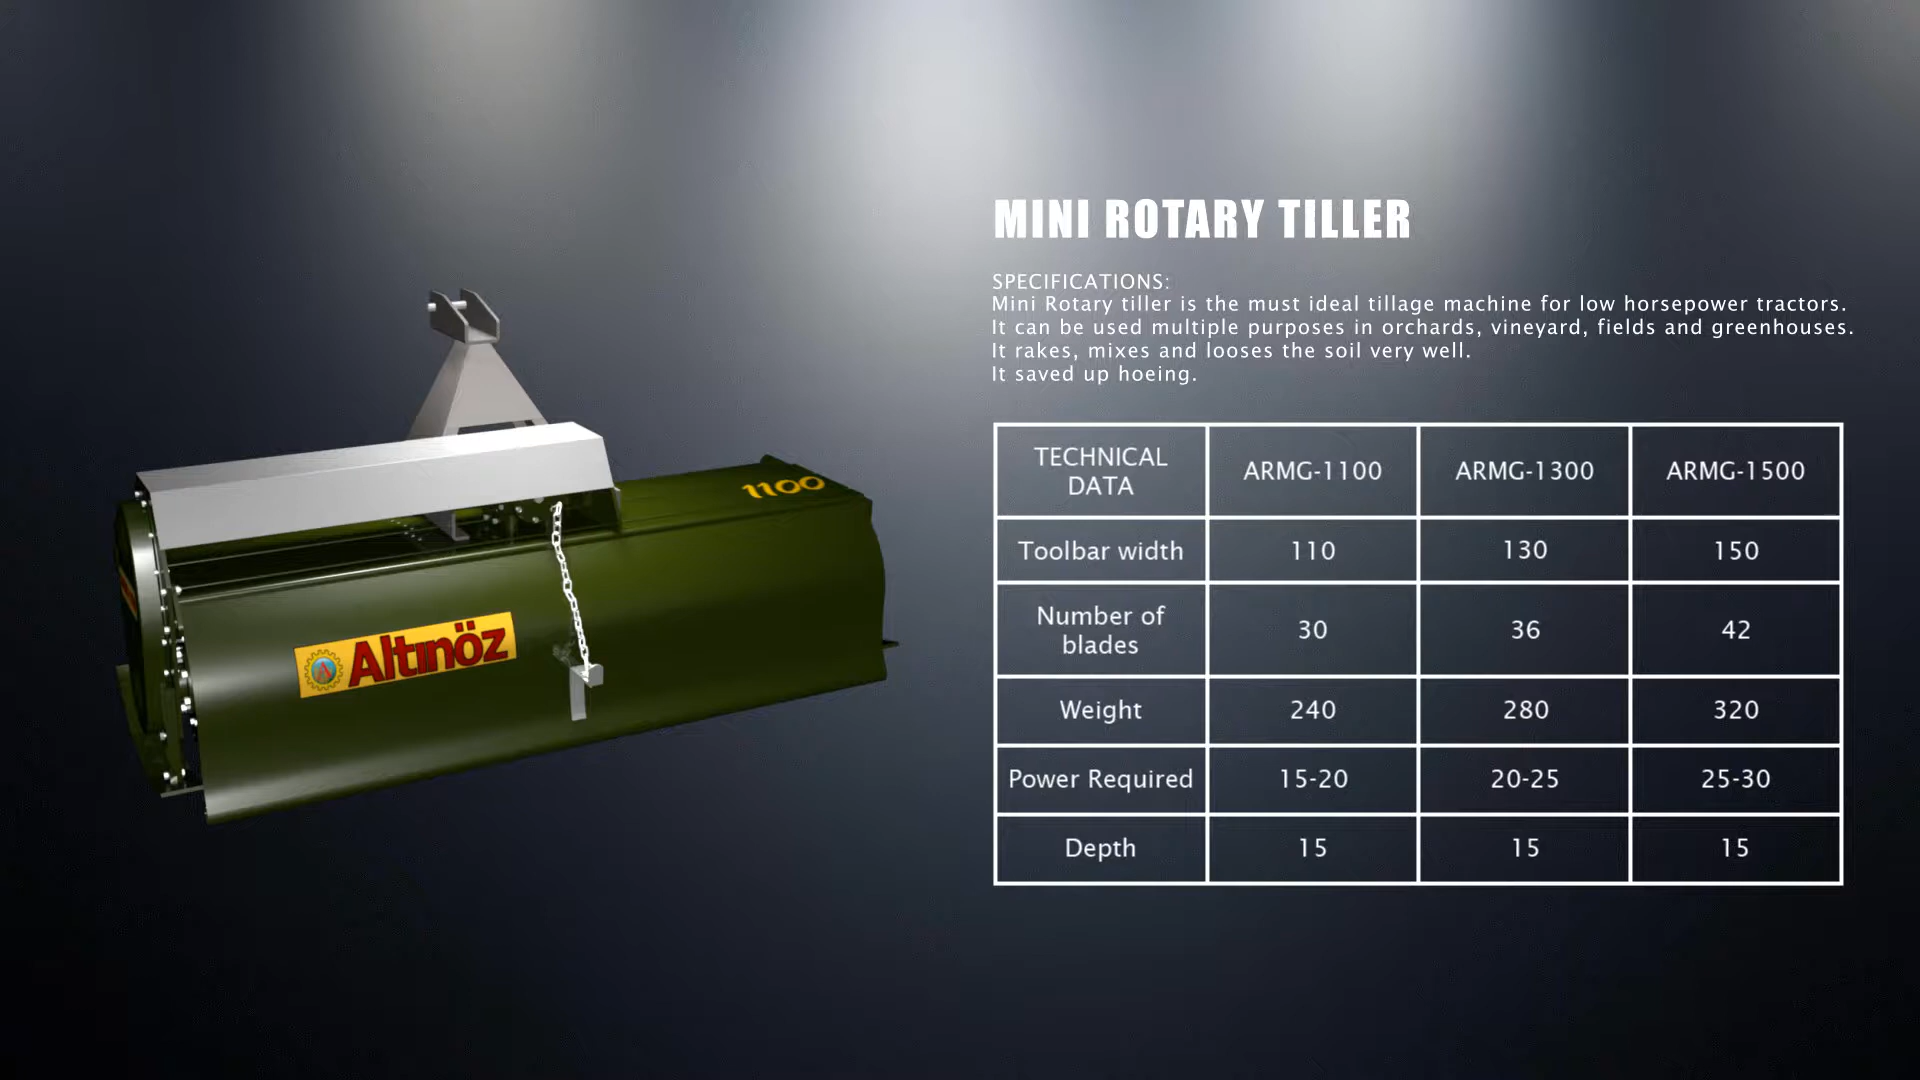 MINI ROTARY TILLER
SPECIFICATIONS:
Mini Rotary tiller is the must ideal tillage machine for low horsepower tractors.
It can be used multiple purposes in orchards, vineyard, fields and greenhouses.
It rakes, mixes and looses the soil very well.
It saved up hoeing.
1100
Altınöz
TECHNICAL DATA ARMG-1100 ARMG-1300 ARMG-1500
Toolbar width 110 130 150
Number of blades 30 36 42
Weight 240 280 320
Power Required 15-20 20-25 25-30
Depth 15 15 15